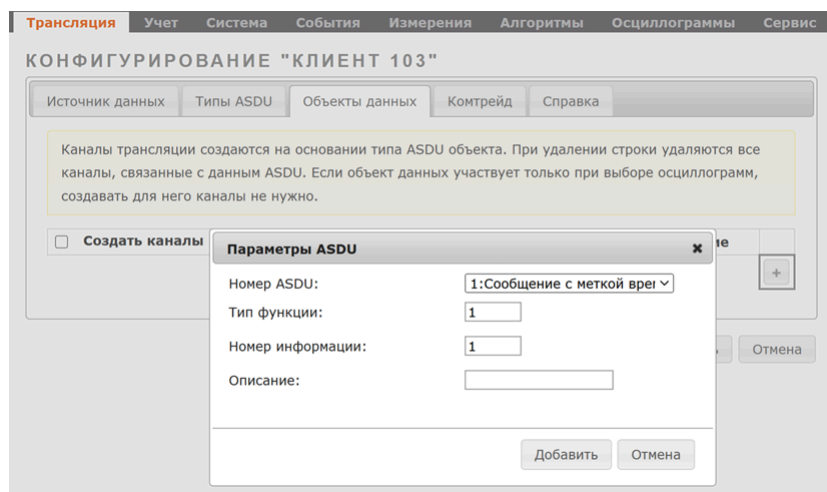 Трансляция Учет Система События Измерения Алгоритмы Осциллограммы Сервис
КОНФИГУРИРОВАНИЕ "КЛИЕНТ 103"
Источник данных Типы ASDU Объекты данных Комтрейд Справка
Каналы трансляции создаются на основании типа ASDU объекта. При удалении строки удаляются все
каналы, связанные с данным ASDU. Если объект данных участвует только при выборе осциллограмм,
создавать для него каналы не нужно.
Создать каналы
Параметры ASDU
Номер ASDU: 1:Сообщение с меткой врем
+
Тип функции: 1
Номер информации: 1
Отмена
Описание:
Добавить Отмена